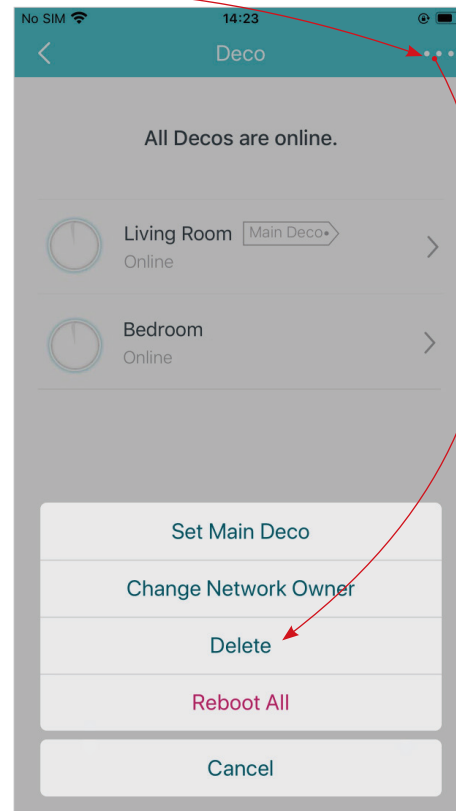 No SIM 14:23
Deco
All Decos are online.
Living Room Main Deco
Online
Bedroom
Online
Set Main Deco
Change Network Owner
Delete
Reboot All
Cancel